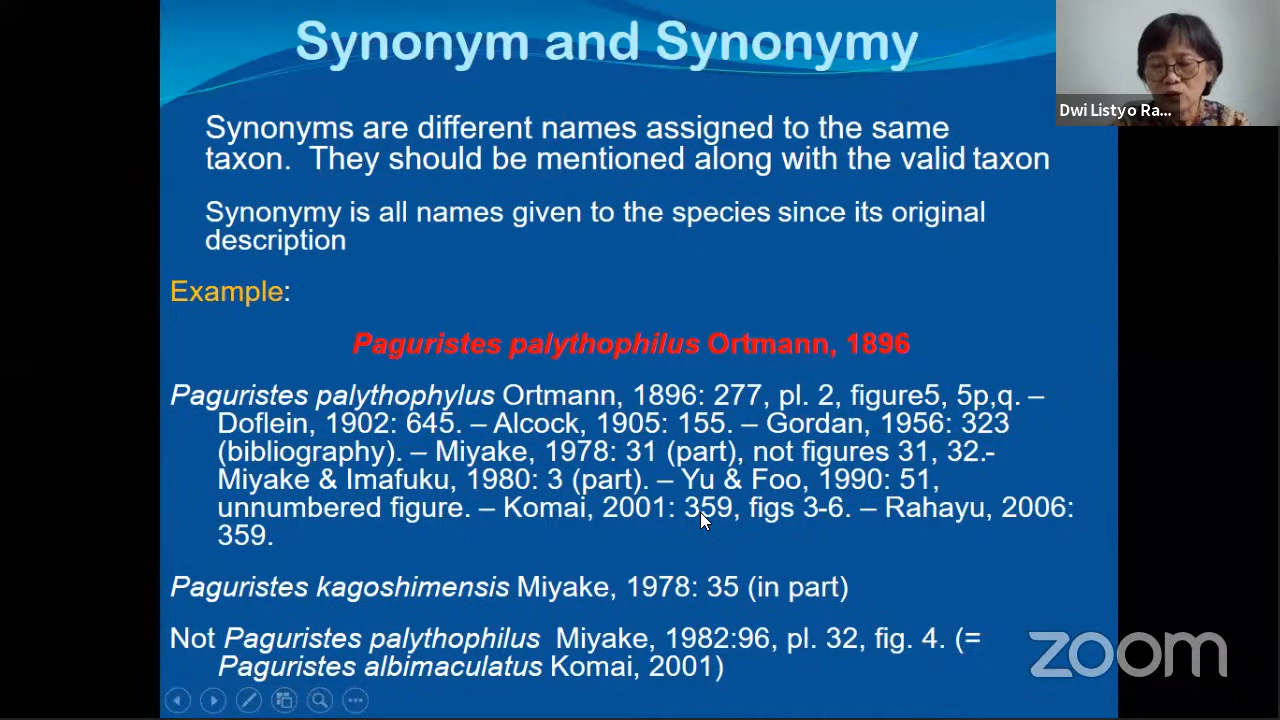 Synonym and Synonymy
Dwi Listyo Ra...
Synonyms are different names assigned to the same
taxon. They should be mentioned along with the valid taxon
Synonymy is all names given to the species since its original
description
Example:
Paguristes palythophilus Ortmann, 1896
Paguristes palythophylus Ortmann, 1896: 277, pl. 2, figure5, 5p,q. –
Doflein, 1902: 645. – Alcock, 1905: 155. – Gordan, 1956: 323
(bibliography). – Miyake, 1978: 31 (part), not figures 31, 32.-
Miyake & Imafuku, 1980: 3 (part). – Yu & Foo, 1990: 51,
unnumbered figure. – Komai, 2001: 359, figs 3-6. – Rahayu, 2006:
359.
Paguristes kagoshimensis Miyake, 1978: 35 (in part)
Not Paguristes palythophilus Miyake, 1982:96, pl. 32, fig. 4. (=
Paguristes albimaculatus Komai, 2001)
zoom